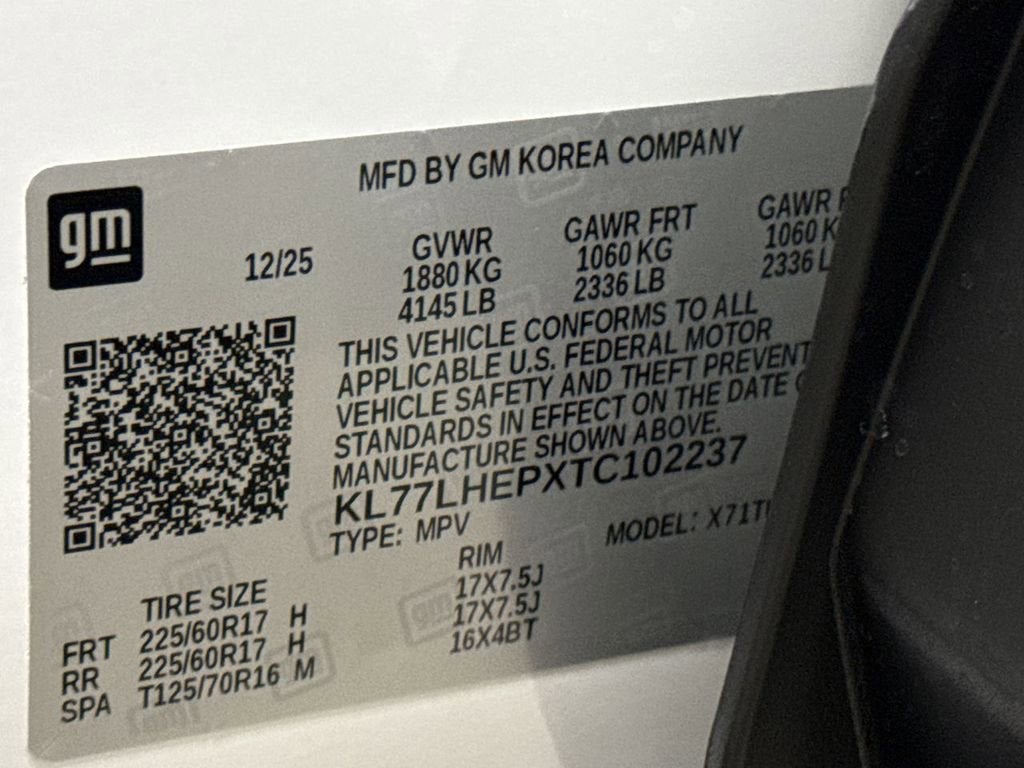 MFD BY GM KOREA COMPANY
gm
12/25
GVWR GAWR FRT GAWR
1880 KG 1060 KG 1060
4145 LB 2336 LB 2336
THIS VEHICLE CONFORMS TO ALL
APPLICABLE U.S. FEDERAL MOTOR
VEHICLE SAFETY AND THEFT PREVENT
STANDARDS IN EFFECT ON THE DATE
MANUFACTURE SHOWN ABOVE.
KL77LHEPXTC102237
TYPE: MPV MODEL: X71T
TIRE SIZE RIM
FRT 225/60R17 H 17X7.5J
RR 225/60R17 H 17X7.5J
SPA T125/70R16 M 16X4BT